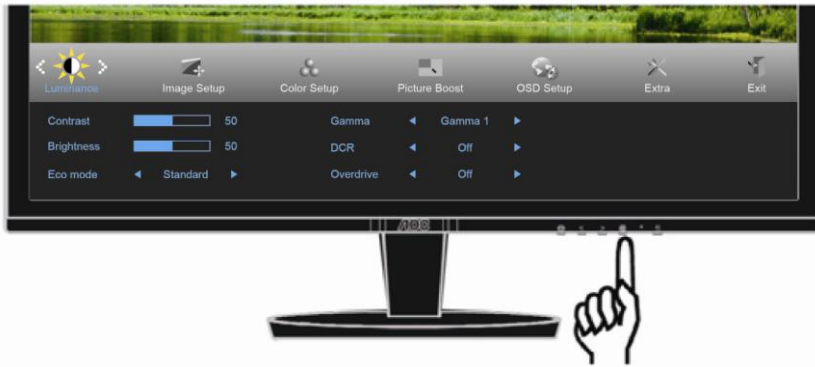 Luminance Image Setup Color Setup Picture Boost OSD Setup Extra Exit
Contrast 50 Gamma Gamma 1
Brightness 50 DCR Off
Eco mode Standard Overdrive Off
AOC